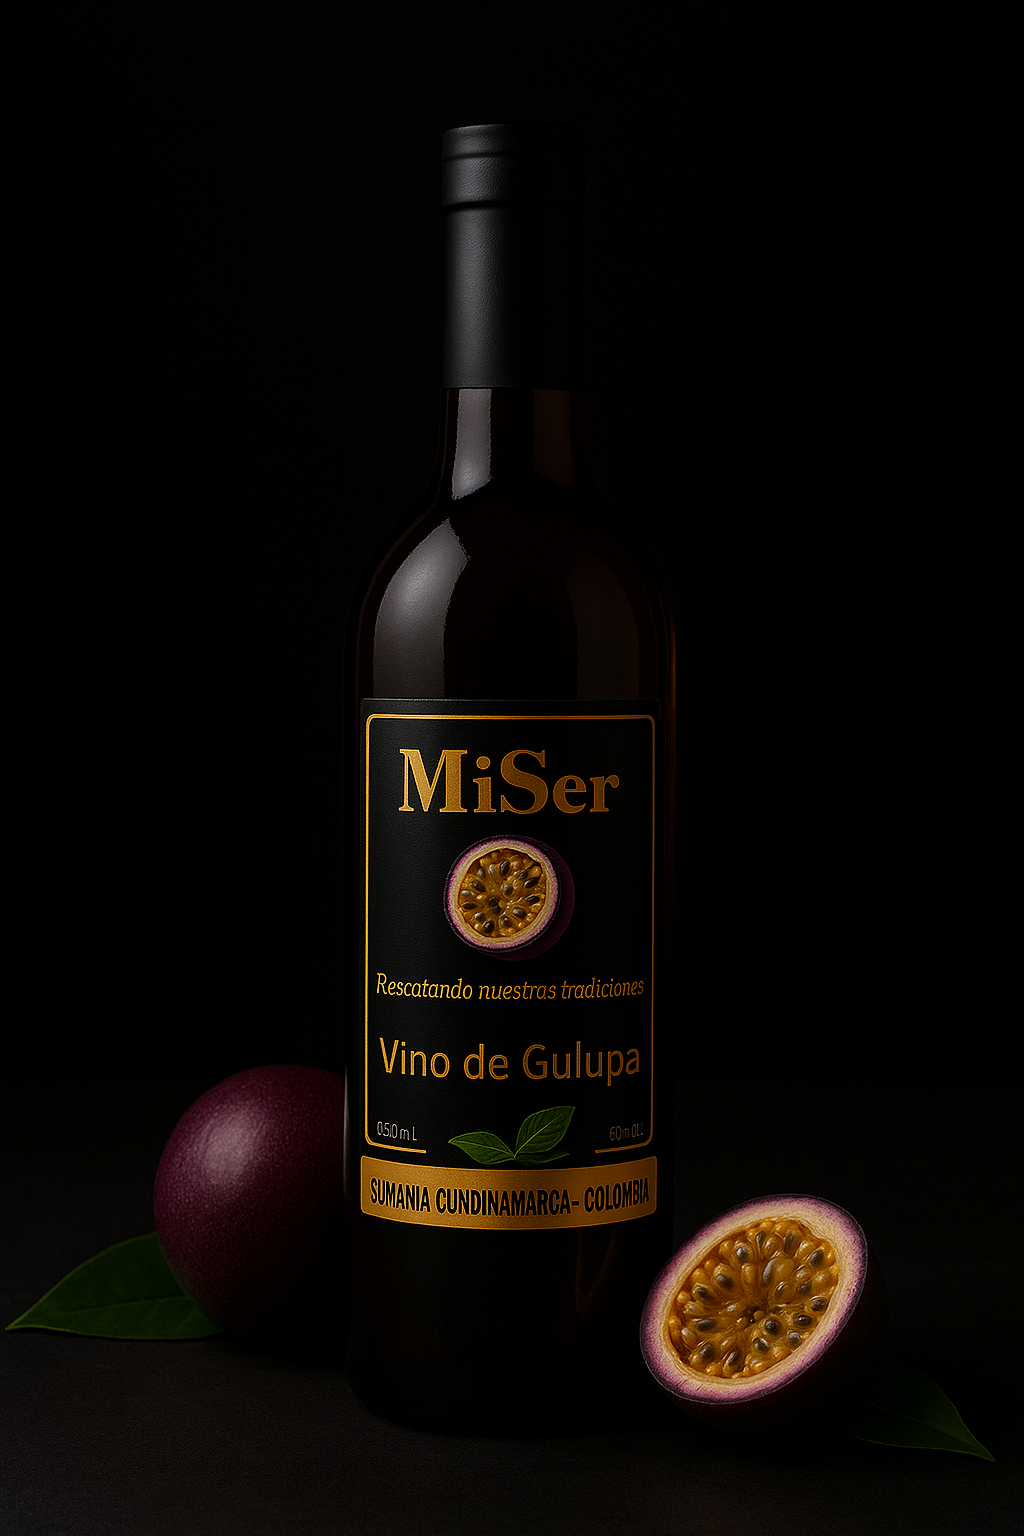 MiSer
Rescatando nuestras tradiciones
Vino de Gulupa
SUMANIA CUNDINAMARCA- COLOMBIA